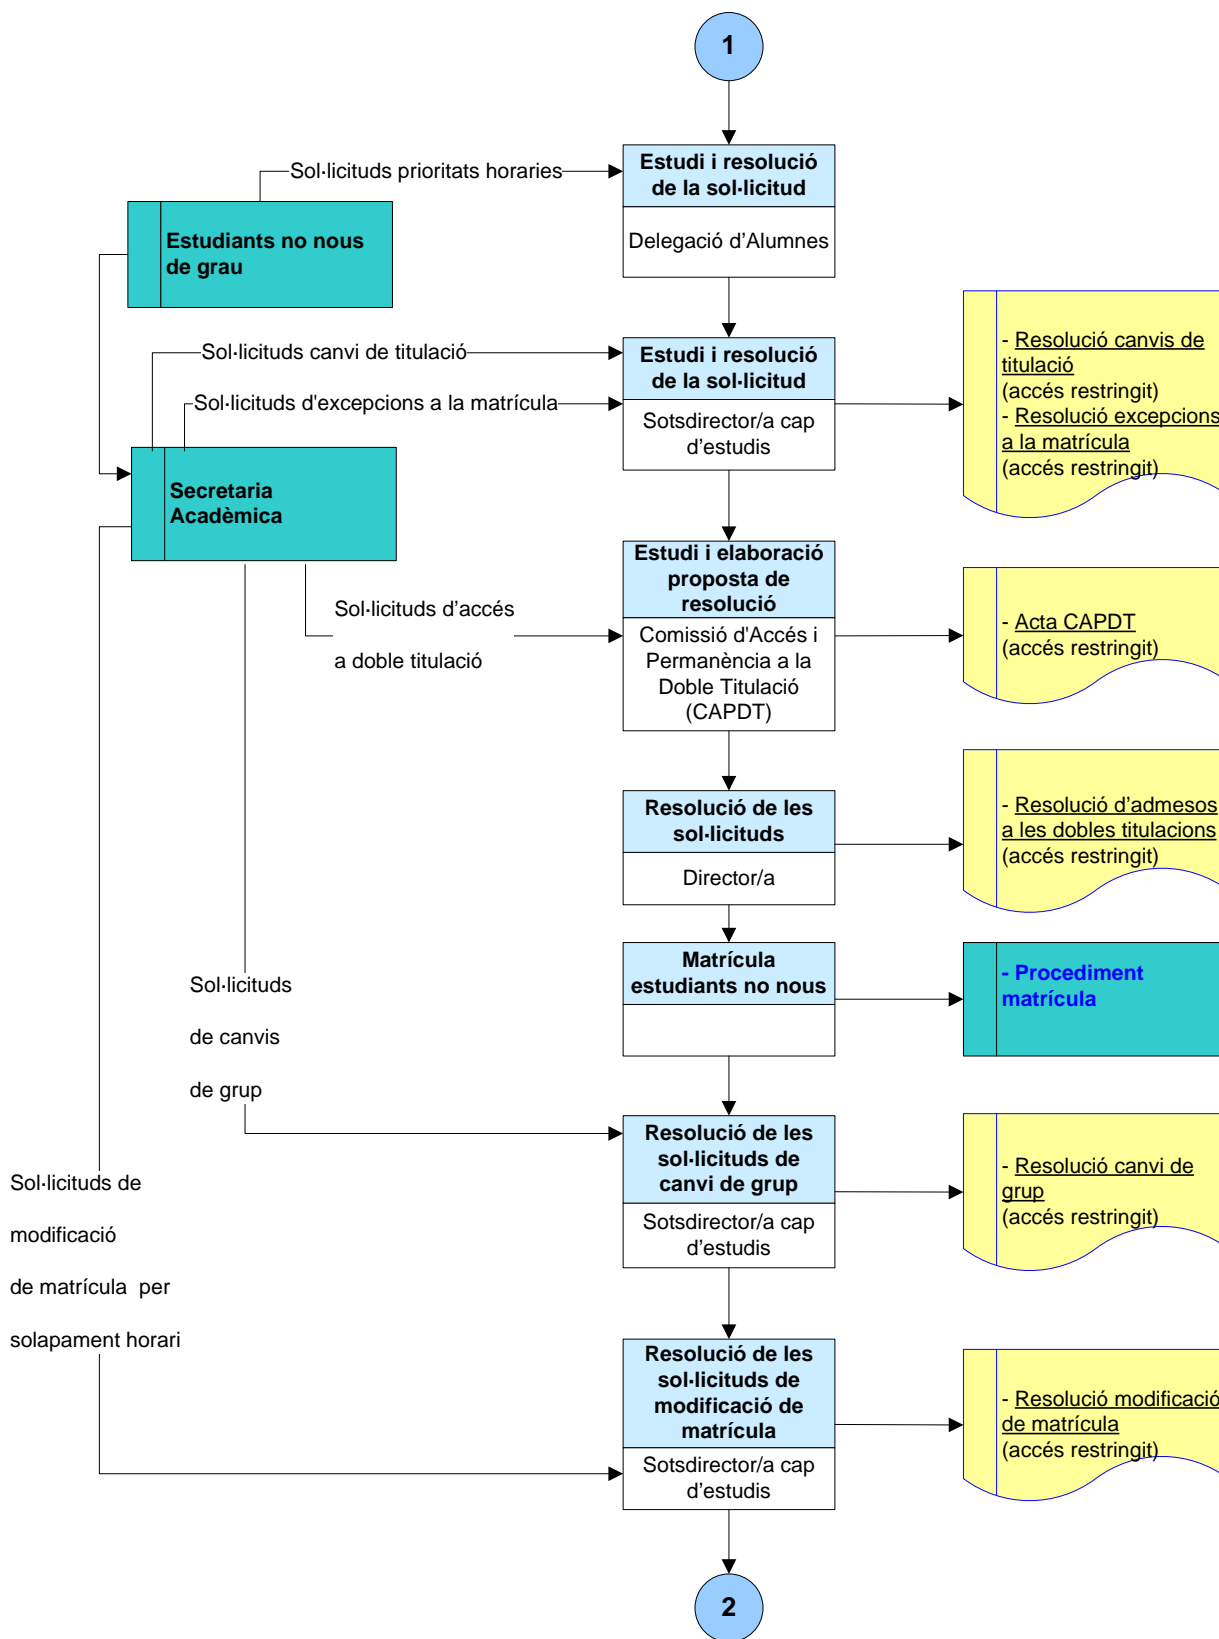 1
Sol·licituds prioritats horaries
Estudi i resolució
de la sol·licitud
Delegació d'Alumnes
Estudiants no nous
de grau
Sol·licituds canvi de titulació
Sol·licituds d'excepcions a la matrícula
Estudi i resolució
de la sol·licitud
Sotsdirector/a cap
d'estudis
- Resolució canvis de
titulació
(accés restringit)
- Resolució excepcions
a la matrícula
(accés restringit)
Secretaria
Acadèmica
Sol·licituds d'accés
a doble titulació
Estudi i elaboració
proposta de
resolució
Comissió d'Accés i
Permanència a la
Doble Titulació
(CAPDT)
- Acta CAPDT
(accés restringit)
Resolució de les
sol·licituds
Director/a
- Resolució d'admesos
a les dobles titulacions
(accés restringit)
Matrícula
estudiants no nous
- Procediment
matrícula
Sol·licituds
de canvis
de grup
Resolució de les
sol·licituds de
canvi de grup
Sotsdirector/a cap
d'estudis
- Resolució canvi de
grup
(accés restringit)
Sol·licituds de
modificació
de matrícula  per
solapament horari
Resolució de les
sol·licituds de
modificació de
matrícula
Sotsdirector/a cap
d'estudis
- Resolució modificació
de matrícula
(accés restringit)
2